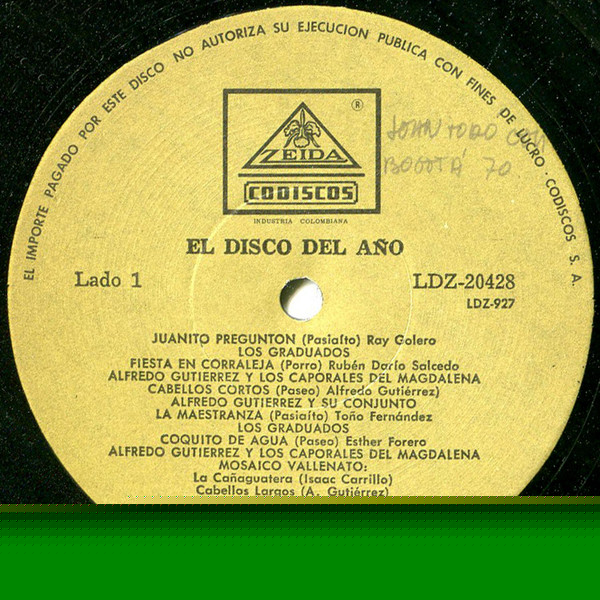 EL IMPORTE PAGADO POR ESTE DISCO NO AUTORIZA SU EJECUCION PUBLICA CON FINES DE LUCRO · CODISCOS S. A.
®
ZEIDA
CODISCOS
INDUSTRIA COLOMBIANA
BOGOTÁ 70
EL DISCO DEL AÑO
Lado 1
LDZ-20428
LDZ-927
JUANITO PREGUNTON (Pasiaíto) Ray Colero
LOS GRADUADOS
FIESTA EN CORRALEJA (Porro) Rubén Darío Salcedo
ALFREDO GUTIERREZ Y LOS CAPORALES DEL MAGDALENA
CABELLOS CORTOS (Paseo) Alfredo Gutiérrez)
ALFREDO GUTIERREZ Y SU CONJUNTO
LA MAESTRANZA (Pasiaíto) Toño Fernández
LOS GRADUADOS
COQUITO DE AGUA (Paseo) Esther Forero
ALFREDO GUTIERREZ Y LOS CAPORALES DEL MAGDALENA
MOSAICO VALLENATO:
La Cañaguatera (Isaac Carrillo)
Cabellos Largos (A. Gutiérrez)